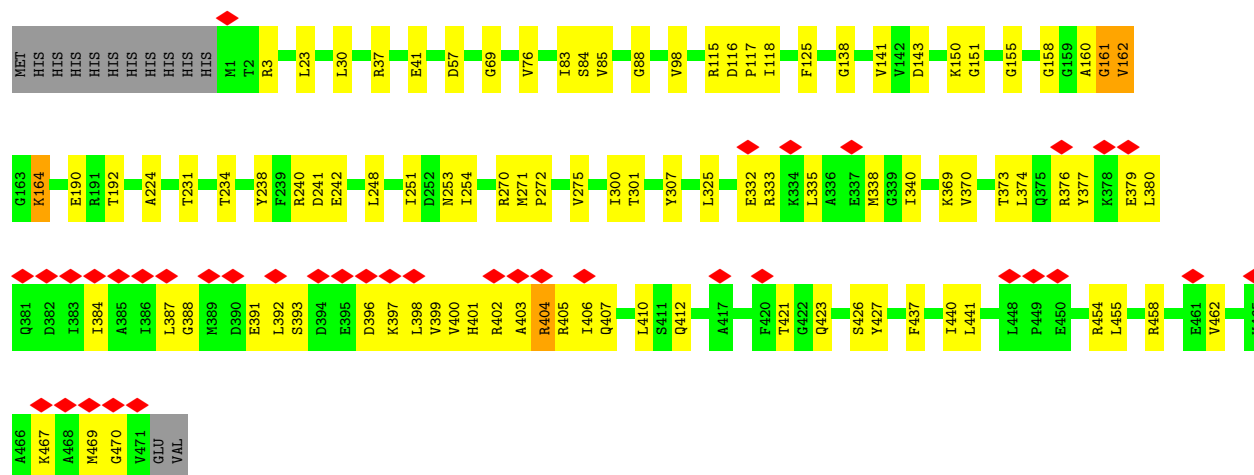 MET HIS HIS HIS HIS HIS HIS HIS HIS HIS M1 T2 R3 L23 L30 R37 E41 D57 G69 V76 I83 S84 V85 G88 V98 R115 D116 P117 I118 F125 G138 V141 V142 D143 K150 G151 G155 G158 G159 A160 G161 V162
G163 K164 E190 R191 T192 A224 T231 T234 Y238 F239 R240 D241 E242 L248 I251 D252 N253 I254 R270 M271 P272 V275 I300 T301 Y307 L325 E332 R333 K334 L335 A336 E337 M338 G339 I340 K369 V370 T373 L374 Q375 R376 Y377 K378 E379 L380
Q381 D382 I383 I384 A385 I386 L387 G388 M389 D390 E391 L392 S393 D394 E395 D396 K397 L398 V399 V400 H401 R402 A403 R404 R405 I406 Q407 L410 S411 Q412 A417 F420 T421 G422 Q423 S426 Y427 F437 I440 L441 L448 P449 E450 R454 L455 R458 E461 V462
A466 K467 A468 M469 G470 V471 GLU VAL